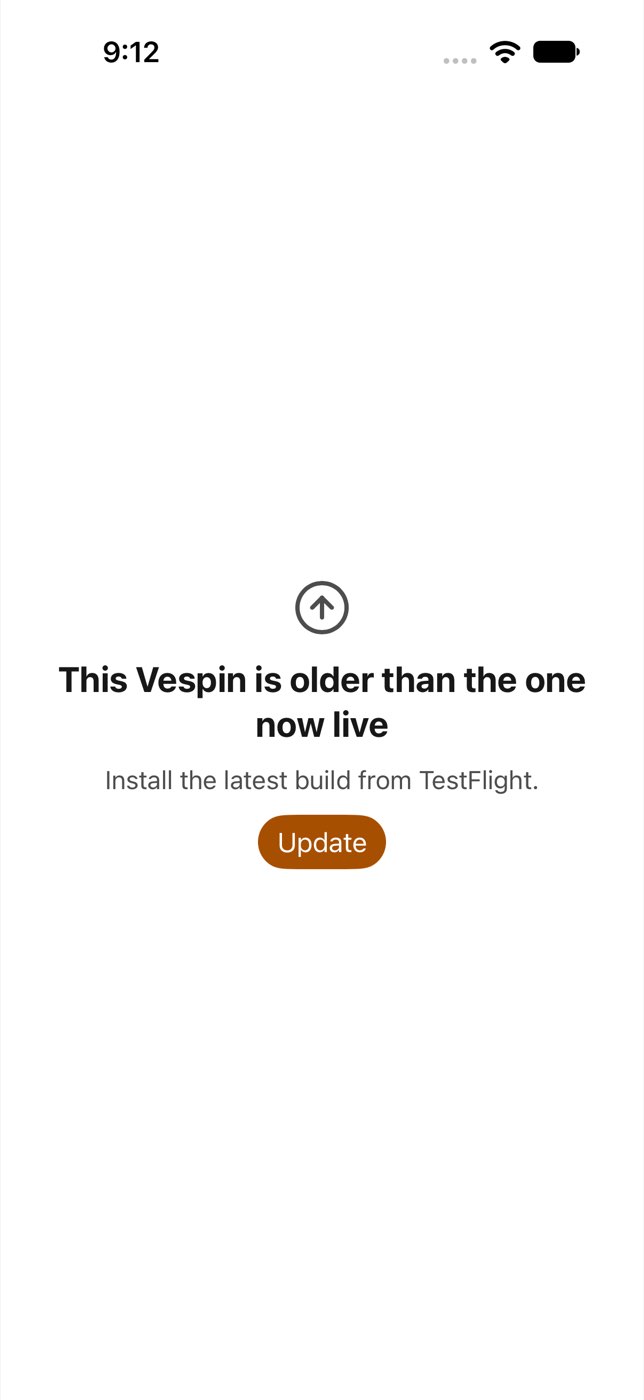 9:12
This Vespin is older than the one
now live
Install the latest build from TestFlight.
Update